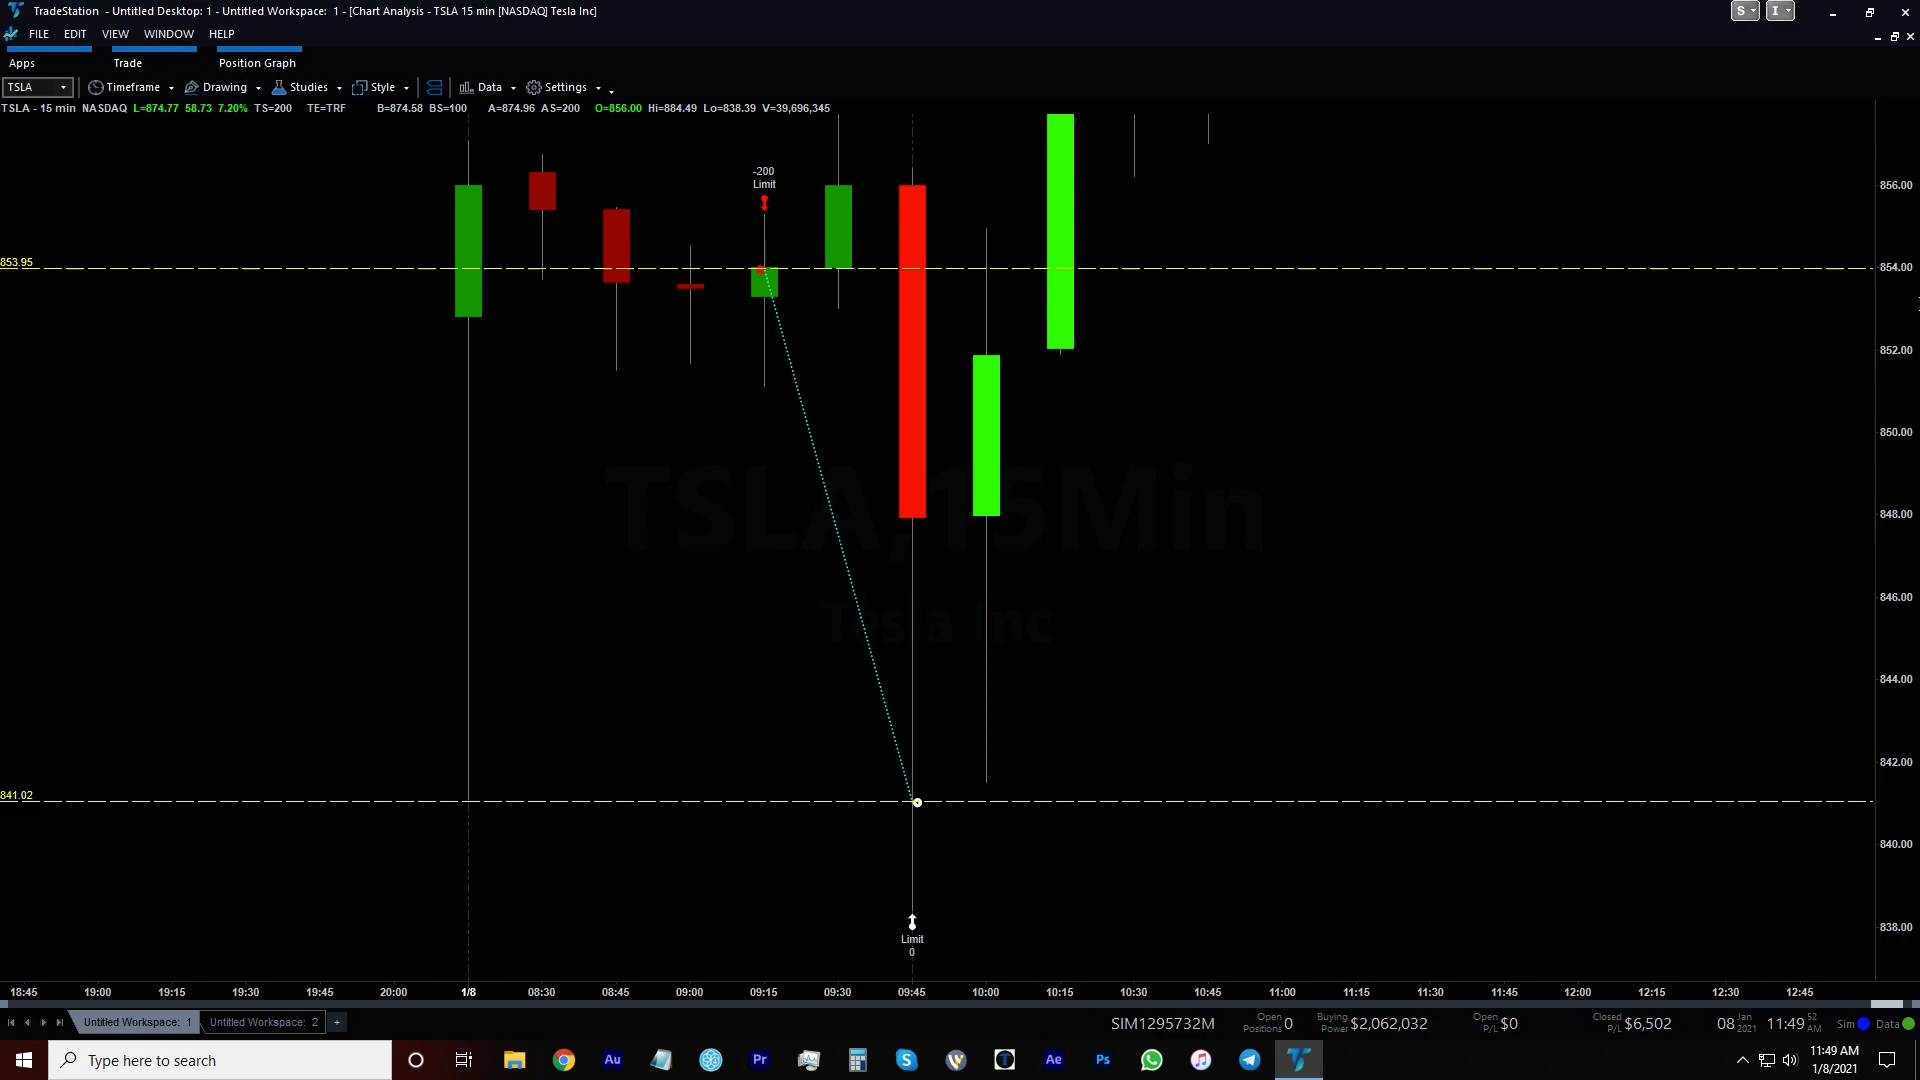 TradeStation - Untitled Desktop: 1 - Untitled Workspace: 1 - [Chart Analysis - TSLA 15 min [NASDAQ] Tesla Inc]
S
I
FILE EDIT VIEW WINDOW HELP
Apps Trade Position Graph
TSLA Timeframe Drawing Studies Style Data Settings
TSLA - 15 min NASDAQ L=874.77 58.73 7.20% TS=200 TE=TRF B=874.58 BS=100 A=874.96 AS=200 O=856.00 Hi=884.49 Lo=838.39 V=39,696,345
-200
Limit
856.00
853.95
854.00
852.00
850.00
TSLA,15Min
848.00
846.00
Tesla Inc
844.00
842.00
841.02
840.00
838.00
Limit
0
18:45 19:00 19:15 19:30 19:45 20:00 1/8 08:30 08:45 09:00 09:15 09:30 09:45 10:00 10:15 10:30 10:45 11:00 11:15 11:30 11:45 12:00 12:15 12:30 12:45
Untitled Workspace: 1 Untitled Workspace: 2 +
SIM1295732M Open Positions 0 Buying Power $2,062,032 Open P/L $0 Closed P/L $6,502 08 Jan 2021 11:49 52 AM Sim Data
Type here to search
Au Pr Ae Ps
11:49 AM
1/8/2021